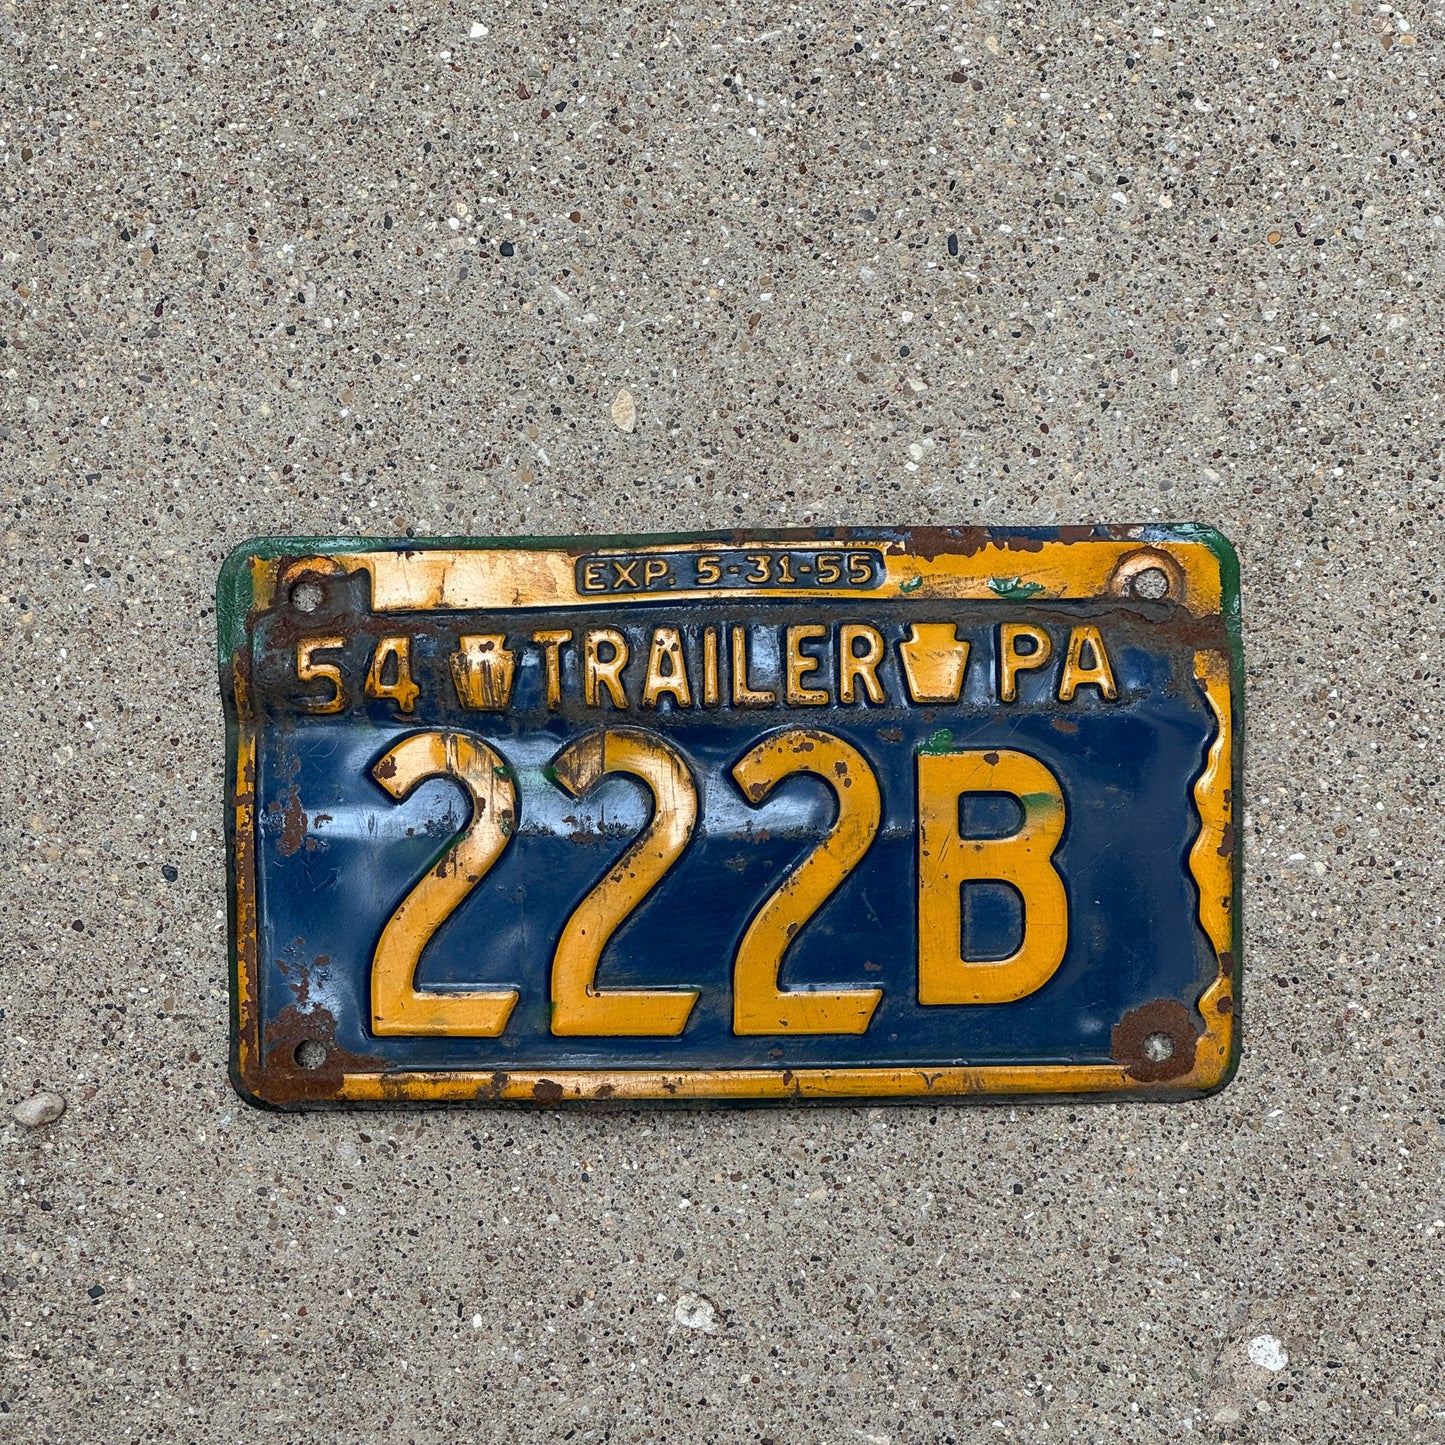 EXP. 5-31-55
54 TRAILER PA
222B